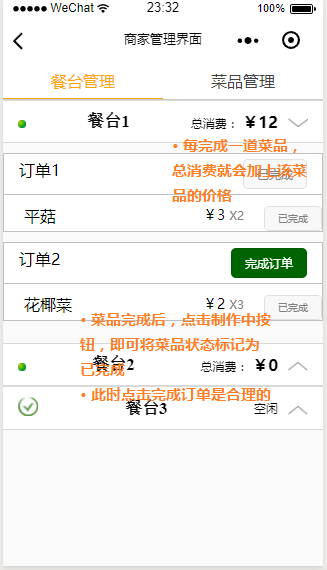 WeChat 23:32 100%
商家管理界面
餐台管理 菜品管理
餐台1 总消费： ￥12
• 每完成一道菜品，
总消费就会加上该菜
品的价格
订单1 已完成
平菇 ￥3 X2 已完成
订单2 完成订单
花椰菜 ￥2 X3 已完成
• 菜品完成后，点击制作中按
钮，即可将菜品状态标记为
已完成
餐台2 总消费： ￥0
• 此时点击完成订单是合理的
餐台3 空闲